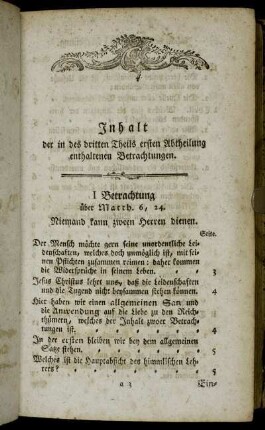 Inhalt
der in des dritten Theils ersten Abtheilung
enthaltenen Betrachtungen.
I Betrachtung
über Matth. 6, 24.
Niemand kann zween Herren dienen.
Seite.
Der Mensch möchte gern seine unordentliche Lei-
denschaften, welches doch unmöglich ist, mit sei-
nen Pflichten zusammen reimen: daher kommen
die Widersprüche in seinem Leben. 3
Jesus Christus lehrt uns, daß die Leidenschaften
und die Tugend nicht beysammen stehen können. 4
Hier haben wir einen allgemeinen Saz und
die Anwendung auf die Liebe zu den Reich-
thümern, welches der Inhalt zwoer Betrach-
tungen ist. 4
In der ersten bleiben wir bey dem allgemeinen
Satze stehen. 5
Welches ist die Hauptabsicht des himmlischen Leh-
rers? 5
a 3 Ein-